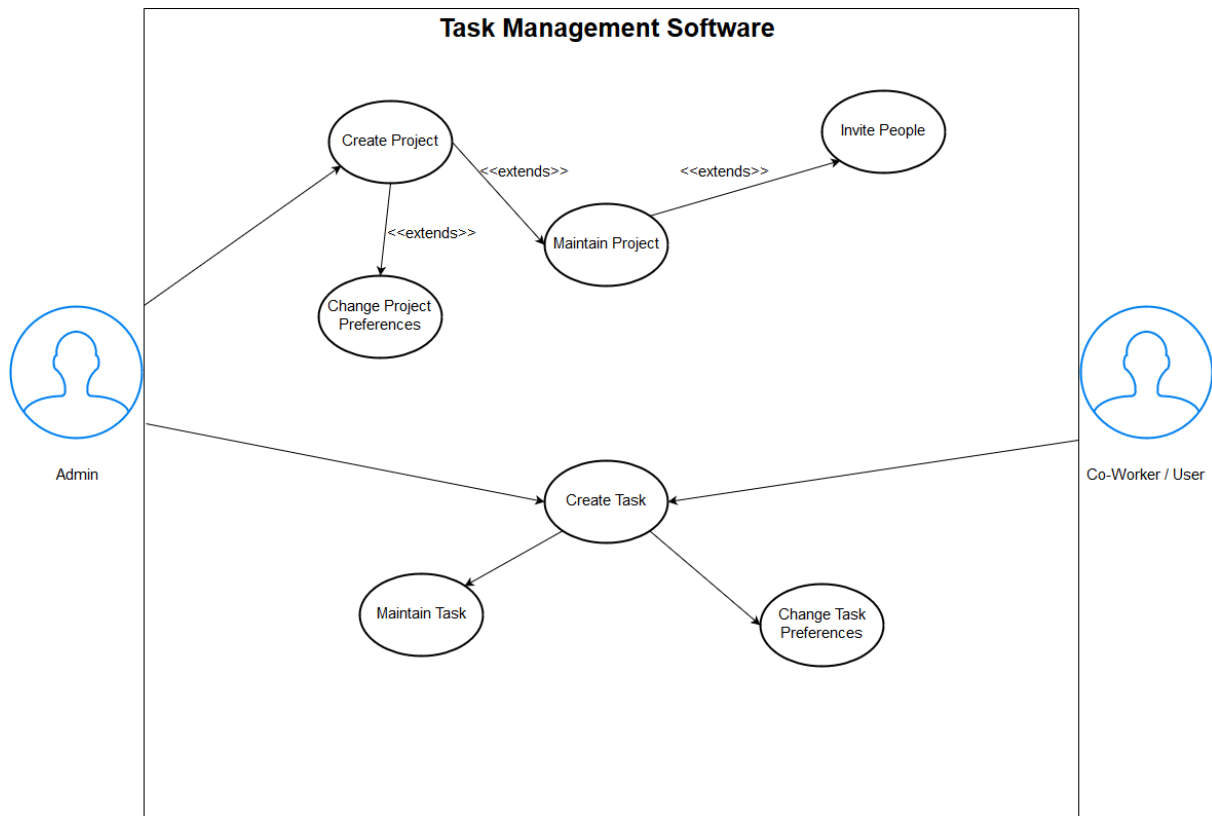 Task Management Software
Create Project
Invite People
<<extends>>
<<extends>>
<<extends>>
Maintain Project
Change Project
Preferences
Admin
Co-Worker / User
Create Task
Maintain Task
Change Task
Preferences